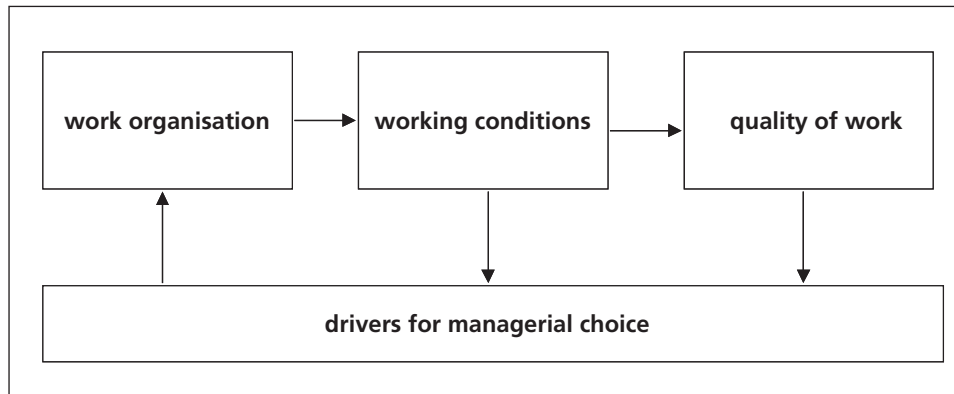 work organisation
working conditions
quality of work
drivers for managerial choice